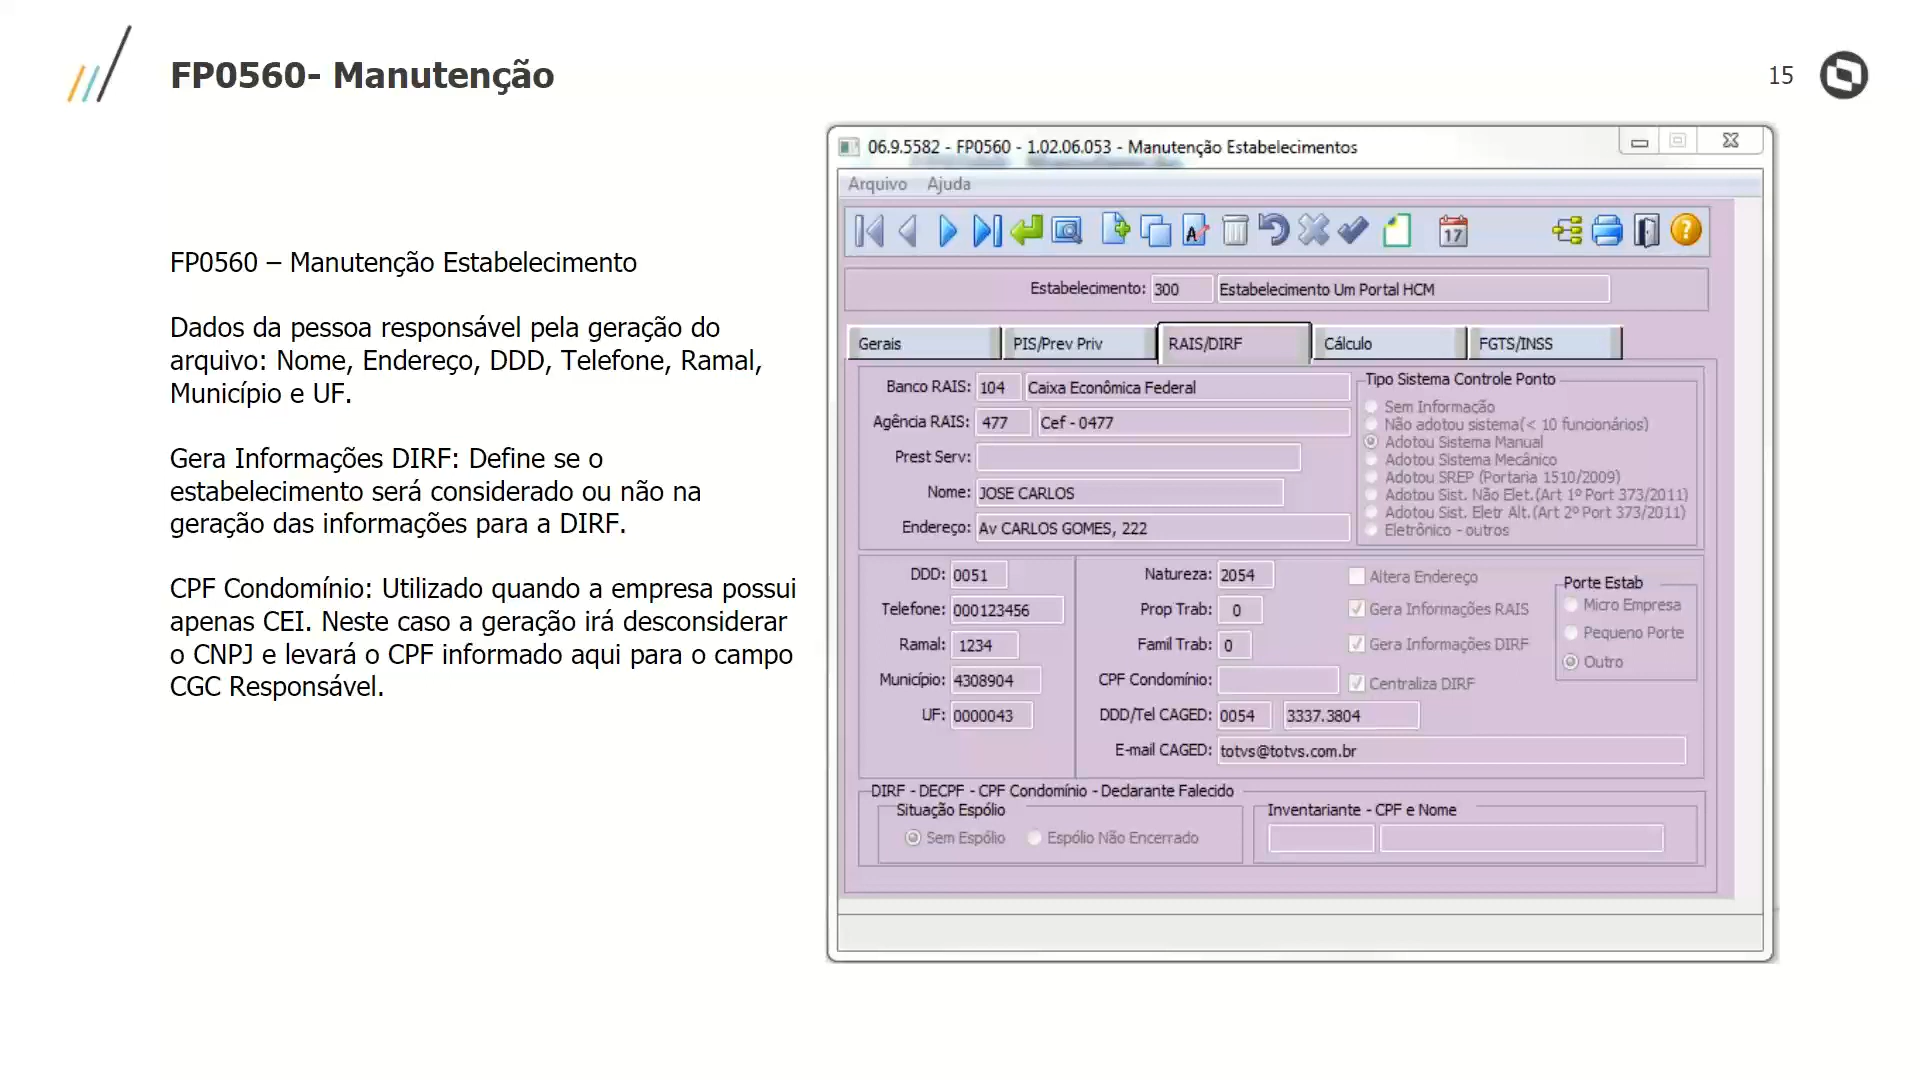 FP0560- Manutenção
15
FP0560 – Manutenção Estabelecimento
Dados da pessoa responsável pela geração do
arquivo: Nome, Endereço, DDD, Telefone, Ramal,
Município e UF.
Gera Informações DIRF: Define se o
estabelecimento será considerado ou não na
geração das informações para a DIRF.
CPF Condomínio: Utilizado quando a empresa possui
apenas CEI. Neste caso a geração irá desconsiderar
o CNPJ e levará o CPF informado aqui para o campo
CGC Responsável.
06.9.5582 - FP0560 - 1.02.06.053 - Manutenção Estabelecimentos
Arquivo Ajuda
17
Estabelecimento: 300 Estabelecimento Um Portal HCM
Gerais PIS/Prev Priv RAIS/DIRF Cálculo FGTS/INSS
Banco RAIS: 104 Caixa Econômica Federal
Agência RAIS: 477 Cef - 0477
Prest Serv:
Nome: JOSE CARLOS
Endereço: Av CARLOS GOMES, 222
Tipo Sistema Controle Ponto
Sem Informação
Não adotou sistema(< 10 funcionários)
Adotou Sistema Manual
Adotou Sistema Mecânico
Adotou SREP (Portaria 1510/2009)
Adotou Sist. Não Elet.(Art 1º Port 373/2011)
Adotou Sist. Eletr Alt.(Art 2º Port 373/2011)
Eletrônico - outros
DDD: 0051
Telefone: 000123456
Ramal: 1234
Município: 4308904
UF: 0000043
Natureza: 2054
Prop Trab: 0
Famil Trab: 0
CPF Condomínio:
DDD/Tel CAGED: 0054 3337.3804
E-mail CAGED: totvs@totvs.com.br
Altera Endereço
Gera Informações RAIS
Gera Informações DIRF
Centraliza DIRF
Porte Estab
Micro Empresa
Pequeno Porte
Outro
DIRF - DECPF - CPF Condomínio - Declarante Falecido
Situação Espólio
Sem Espólio Espólio Não Encerrado
Inventariante - CPF e Nome